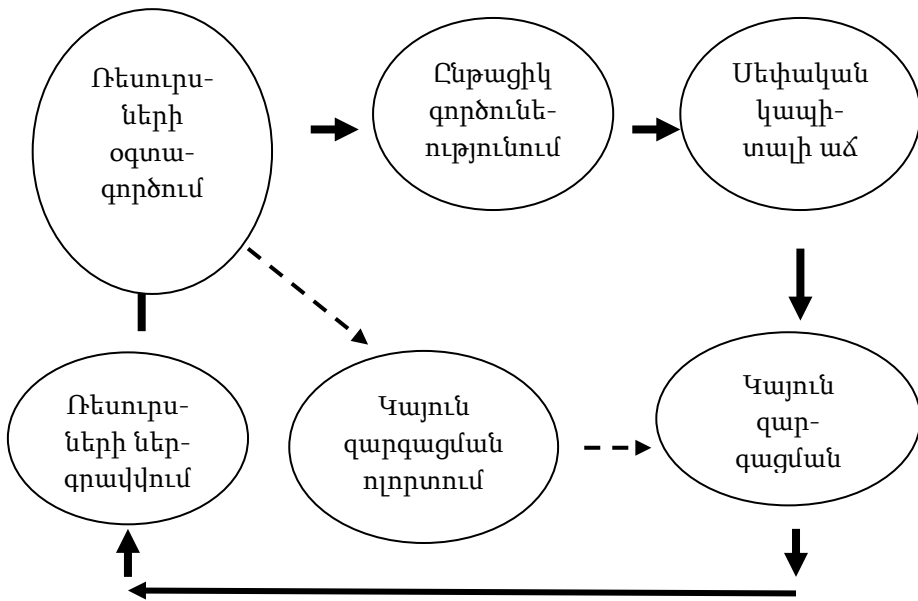 Ռեսուրս-
ների
օգտա-
գործում
Ընթացիկ
գործունե-
ությունում
Սեփական
կապի-
տալի աճ
Ռեսուրս-
ների ներ-
գրավվում
Կայուն
զարգացման
ոլորտում
Կայուն
զար-
գացման